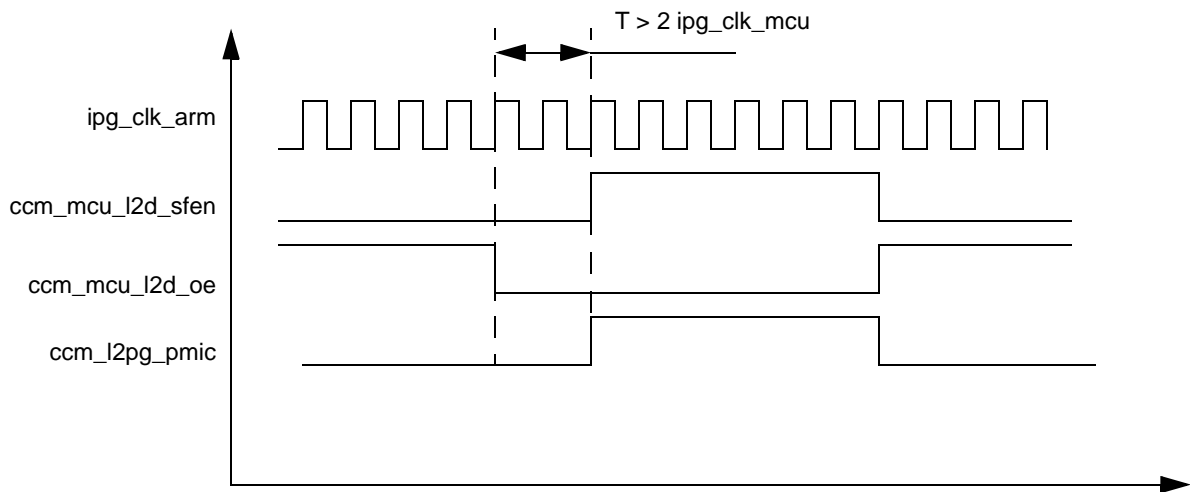 T > 2 ipg_clk_mcu
ipg_clk_arm
ccm_mcu_l2d_sfen
ccm_mcu_l2d_oe
ccm_l2pg_pmic